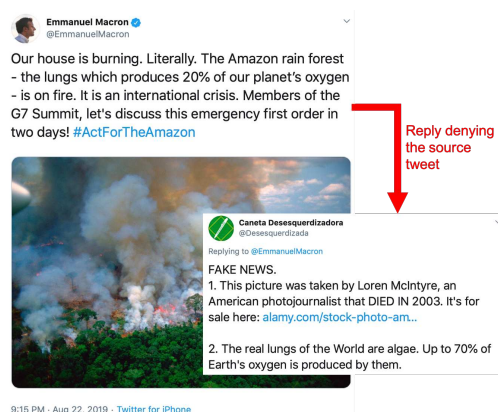 Emmanuel Macron
@EmmanuelMacron
Our house is burning. Literally. The Amazon rain forest
- the lungs which produces 20% of our planet's oxygen
- is on fire. It is an international crisis. Members of the
G7 Summit, let's discuss this emergency first order in
two days! #ActForTheAmazon
Reply denying
the source
tweet
Caneta Desesquerdizadora
@Desesquerdizada
Replying to @EmmanuelMacron
FAKE NEWS.
1. This picture was taken by Loren McIntyre, an
American photojournalist that DIED IN 2003. It's for
sale here: alamy.com/stock-photo-am...
2. The real lungs of the World are algae. Up to 70% of
Earth's oxygen is produced by them.
9:15 PM · Aug 22, 2019 · Twitter for iPhone